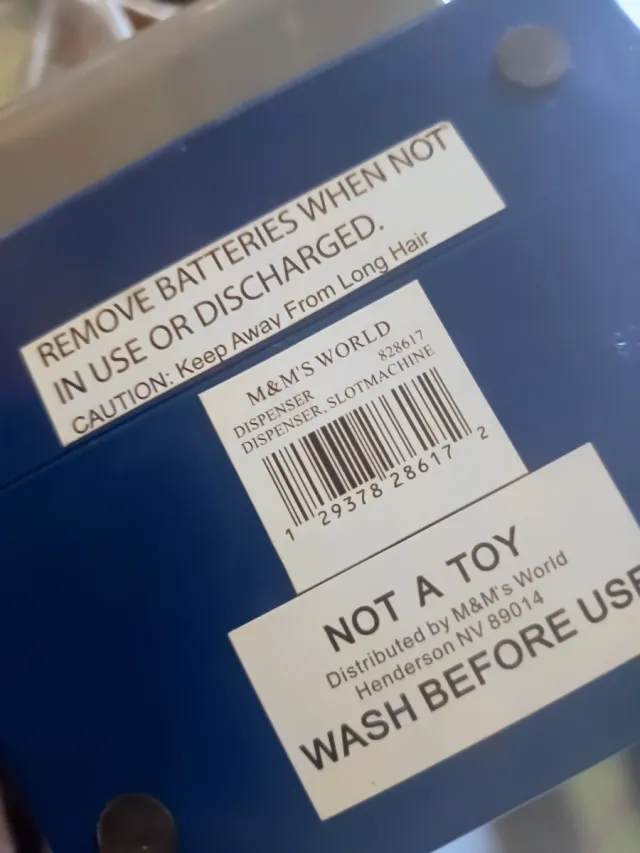 REMOVE BATTERIES WHEN NOT
IN USE OR DISCHARGED.
CAUTION: Keep Away From Long Hair
M&M'S WORLD
DISPENSER 828617
DISPENSER. SLOTMACHINE
1 29378 28617 2
NOT A TOY
Distributed by M&M's World
Henderson NV 89014
WASH BEFORE USE